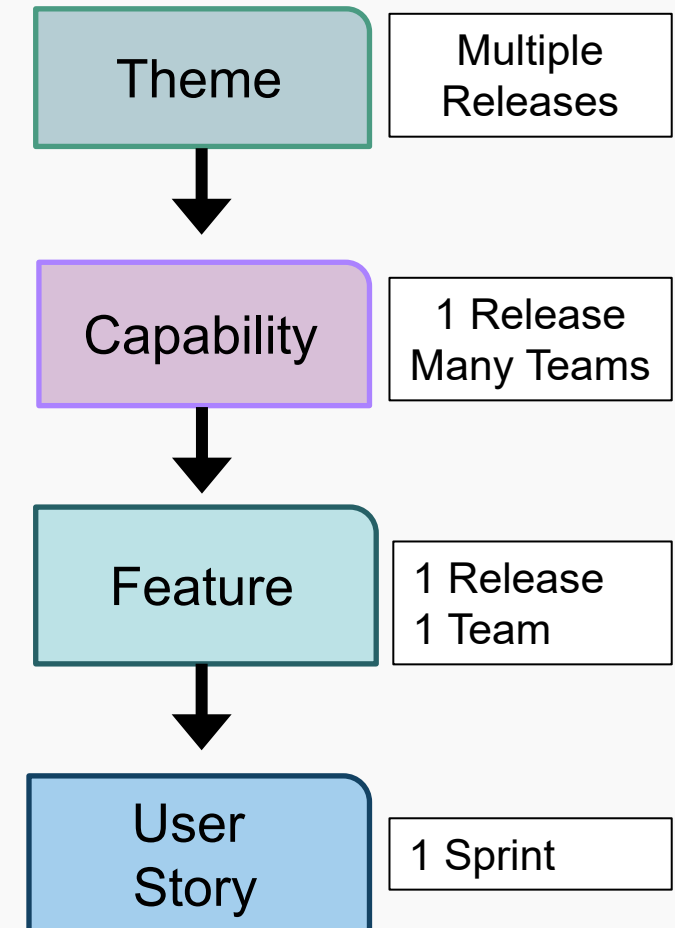 Theme
Multiple
Releases
Capability
1 Release
Many Teams
Feature
1 Release
1 Team
User
Story
1 Sprint